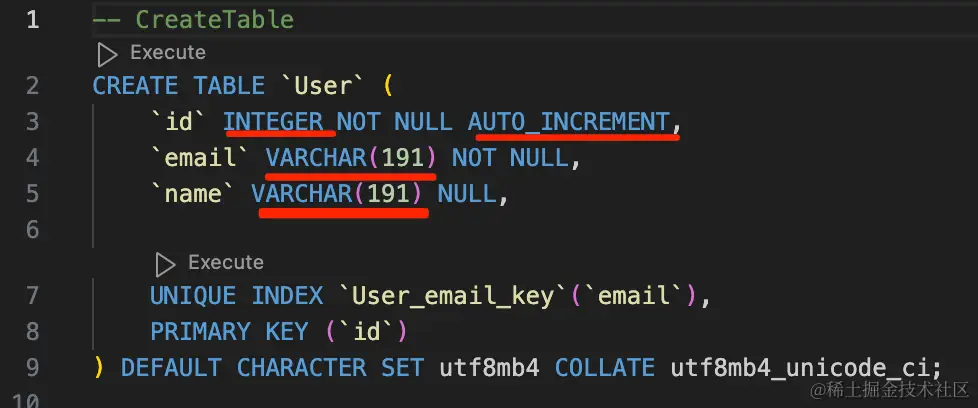 1 -- CreateTable
Execute
2 CREATE TABLE `User` (
3 `id` INTEGER NOT NULL AUTO_INCREMENT,
4 `email` VARCHAR(191) NOT NULL,
5 `name` VARCHAR(191) NULL,
6
Execute
7 UNIQUE INDEX `User_email_key`(`email`),
8 PRIMARY KEY (`id`)
9 ) DEFAULT CHARACTER SET utf8mb4 COLLATE utf8mb4_unicode_ci;
10
@稀土掘金技术社区